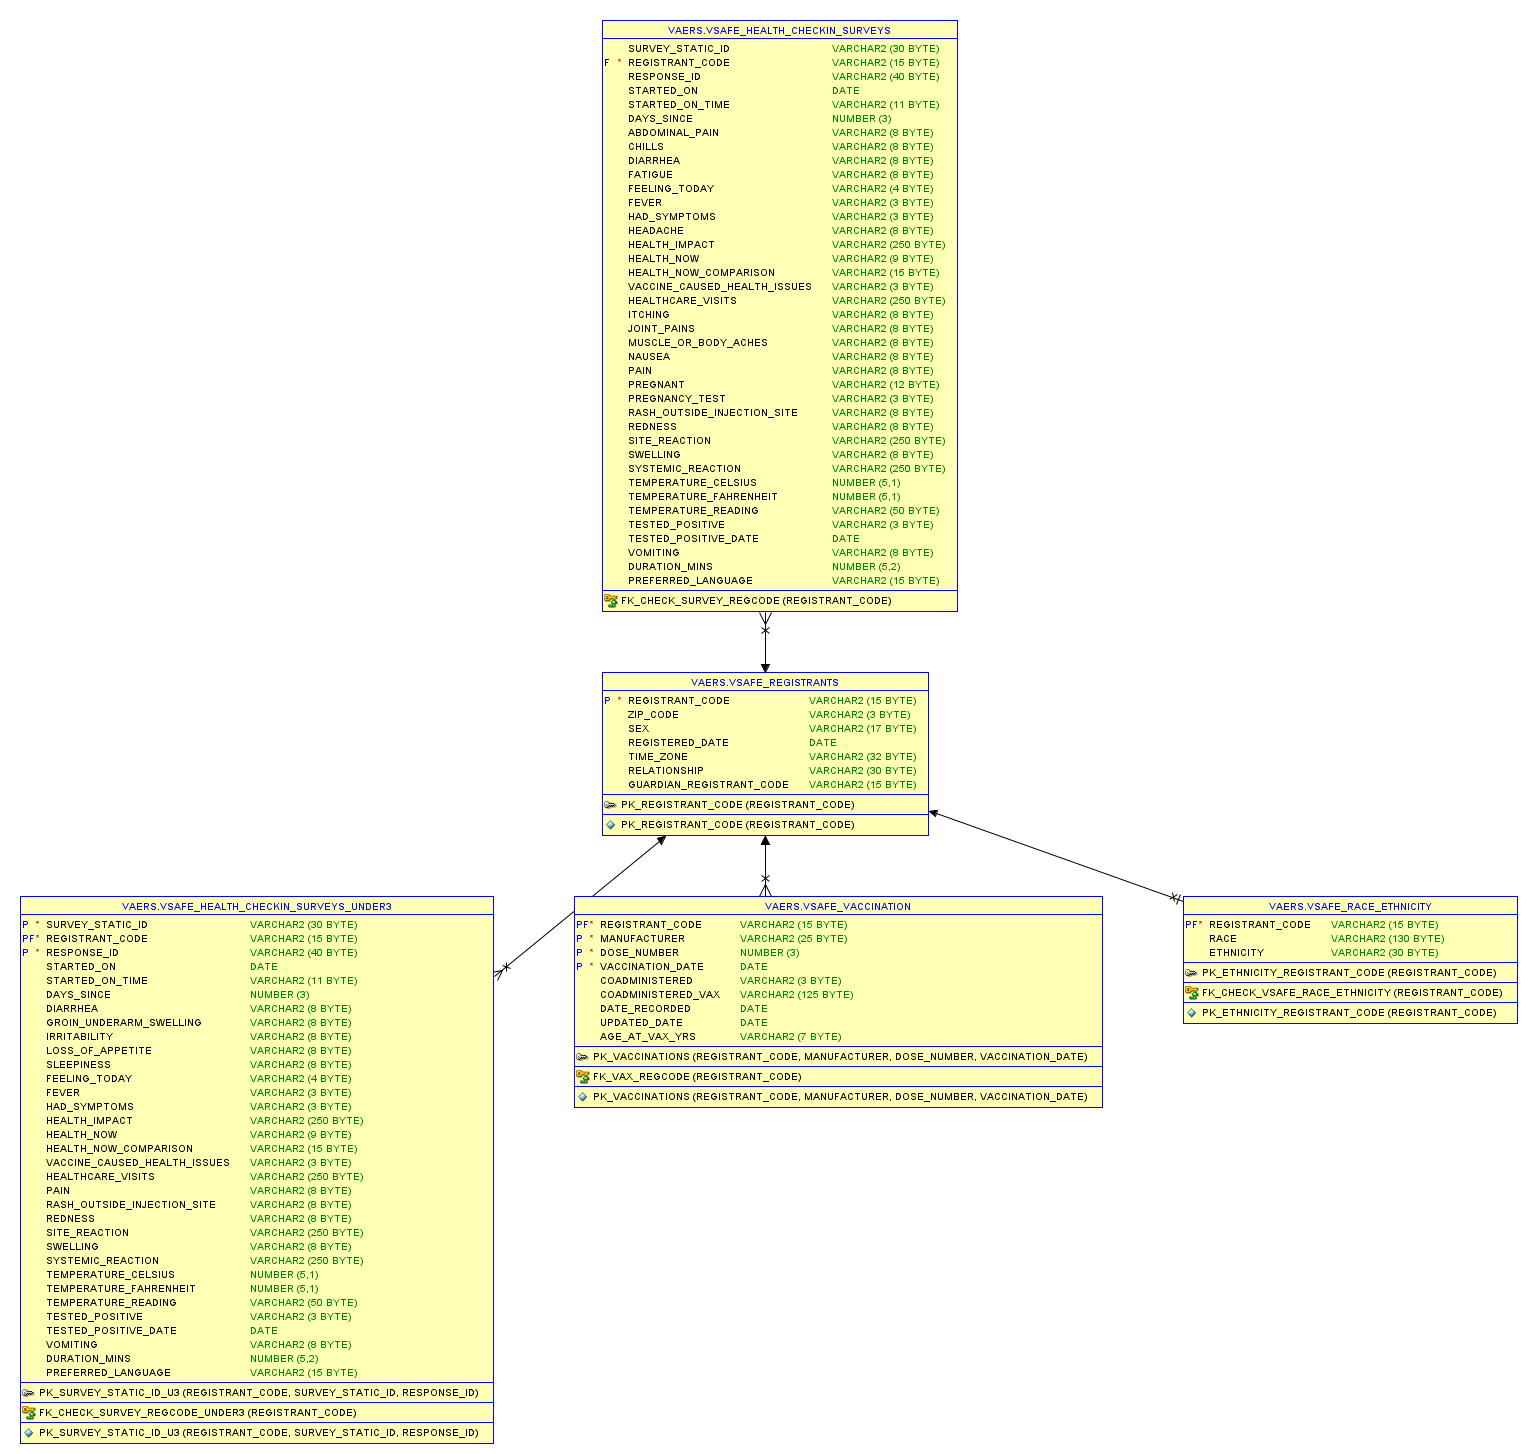 VAERS.VSAFE_HEALTH_CHECKIN_SURVEYS
SURVEY_STATIC_ID VARCHAR2 (30 BYTE)
F * REGISTRANT_CODE VARCHAR2 (15 BYTE)
RESPONSE_ID VARCHAR2 (40 BYTE)
STARTED_ON DATE
STARTED_ON_TIME VARCHAR2 (11 BYTE)
DAYS_SINCE NUMBER (3)
ABDOMINAL_PAIN VARCHAR2 (8 BYTE)
CHILLS VARCHAR2 (8 BYTE)
DIARRHEA VARCHAR2 (8 BYTE)
FATIGUE VARCHAR2 (8 BYTE)
FEELING_TODAY VARCHAR2 (4 BYTE)
FEVER VARCHAR2 (3 BYTE)
HAD_SYMPTOMS VARCHAR2 (3 BYTE)
HEADACHE VARCHAR2 (8 BYTE)
HEALTH_IMPACT VARCHAR2 (250 BYTE)
HEALTH_NOW VARCHAR2 (9 BYTE)
HEALTH_NOW_COMPARISON VARCHAR2 (15 BYTE)
VACCINE_CAUSED_HEALTH_ISSUES VARCHAR2 (3 BYTE)
HEALTHCARE_VISITS VARCHAR2 (250 BYTE)
ITCHING VARCHAR2 (8 BYTE)
JOINT_PAINS VARCHAR2 (8 BYTE)
MUSCLE_OR_BODY_ACHES VARCHAR2 (8 BYTE)
NAUSEA VARCHAR2 (8 BYTE)
PAIN VARCHAR2 (8 BYTE)
PREGNANT VARCHAR2 (12 BYTE)
PREGNANCY_TEST VARCHAR2 (3 BYTE)
RASH_OUTSIDE_INJECTION_SITE VARCHAR2 (8 BYTE)
REDNESS VARCHAR2 (8 BYTE)
SITE_REACTION VARCHAR2 (250 BYTE)
SWELLING VARCHAR2 (8 BYTE)
SYSTEMIC_REACTION VARCHAR2 (250 BYTE)
TEMPERATURE_CELSIUS NUMBER (5,1)
TEMPERATURE_FAHRENHEIT NUMBER (5,1)
TEMPERATURE_READING VARCHAR2 (50 BYTE)
TESTED_POSITIVE VARCHAR2 (3 BYTE)
TESTED_POSITIVE_DATE DATE
VOMITING VARCHAR2 (8 BYTE)
DURATION_MINS NUMBER (5,2)
PREFERRED_LANGUAGE VARCHAR2 (15 BYTE)
FK_CHECK_SURVEY_REGCODE (REGISTRANT_CODE)
VAERS.VSAFE_REGISTRANTS
P * REGISTRANT_CODE VARCHAR2 (15 BYTE)
ZIP_CODE VARCHAR2 (3 BYTE)
SEX VARCHAR2 (17 BYTE)
REGISTERED_DATE DATE
TIME_ZONE VARCHAR2 (32 BYTE)
RELATIONSHIP VARCHAR2 (30 BYTE)
GUARDIAN_REGISTRANT_CODE VARCHAR2 (15 BYTE)
PK_REGISTRANT_CODE (REGISTRANT_CODE)
PK_REGISTRANT_CODE (REGISTRANT_CODE)
VAERS.VSAFE_HEALTH_CHECKIN_SURVEYS_UNDER3
P * SURVEY_STATIC_ID VARCHAR2 (30 BYTE)
PF* REGISTRANT_CODE VARCHAR2 (15 BYTE)
P * RESPONSE_ID VARCHAR2 (40 BYTE)
STARTED_ON DATE
STARTED_ON_TIME VARCHAR2 (11 BYTE)
DAYS_SINCE NUMBER (3)
DIARRHEA VARCHAR2 (8 BYTE)
GROIN_UNDERARM_SWELLING VARCHAR2 (8 BYTE)
IRRITABILITY VARCHAR2 (8 BYTE)
LOSS_OF_APPETITE VARCHAR2 (8 BYTE)
SLEEPINESS VARCHAR2 (8 BYTE)
FEELING_TODAY VARCHAR2 (4 BYTE)
FEVER VARCHAR2 (3 BYTE)
HAD_SYMPTOMS VARCHAR2 (3 BYTE)
HEALTH_IMPACT VARCHAR2 (250 BYTE)
HEALTH_NOW VARCHAR2 (9 BYTE)
HEALTH_NOW_COMPARISON VARCHAR2 (15 BYTE)
VACCINE_CAUSED_HEALTH_ISSUES VARCHAR2 (3 BYTE)
HEALTHCARE_VISITS VARCHAR2 (250 BYTE)
PAIN VARCHAR2 (8 BYTE)
RASH_OUTSIDE_INJECTION_SITE VARCHAR2 (8 BYTE)
REDNESS VARCHAR2 (8 BYTE)
SITE_REACTION VARCHAR2 (250 BYTE)
SWELLING VARCHAR2 (8 BYTE)
SYSTEMIC_REACTION VARCHAR2 (250 BYTE)
TEMPERATURE_CELSIUS NUMBER (5,1)
TEMPERATURE_FAHRENHEIT NUMBER (5,1)
TEMPERATURE_READING VARCHAR2 (50 BYTE)
TESTED_POSITIVE VARCHAR2 (3 BYTE)
TESTED_POSITIVE_DATE DATE
VOMITING VARCHAR2 (8 BYTE)
DURATION_MINS NUMBER (5,2)
PREFERRED_LANGUAGE VARCHAR2 (15 BYTE)
PK_SURVEY_STATIC_ID_U3 (REGISTRANT_CODE, SURVEY_STATIC_ID, RESPONSE_ID)
FK_CHECK_SURVEY_REGCODE_UNDER3 (REGISTRANT_CODE)
PK_SURVEY_STATIC_ID_U3 (REGISTRANT_CODE, SURVEY_STATIC_ID, RESPONSE_ID)
VAERS.VSAFE_VACCINATION
PF* REGISTRANT_CODE VARCHAR2 (15 BYTE)
P * MANUFACTURER VARCHAR2 (25 BYTE)
P * DOSE_NUMBER NUMBER (3)
P * VACCINATION_DATE DATE
COADMINISTERED VARCHAR2 (3 BYTE)
COADMINISTERED_VAX VARCHAR2 (125 BYTE)
DATE_RECORDED DATE
UPDATED_DATE DATE
AGE_AT_VAX_YRS VARCHAR2 (7 BYTE)
PK_VACCINATIONS (REGISTRANT_CODE, MANUFACTURER, DOSE_NUMBER, VACCINATION_DATE)
FK_VAX_REGCODE (REGISTRANT_CODE)
PK_VACCINATIONS (REGISTRANT_CODE, MANUFACTURER, DOSE_NUMBER, VACCINATION_DATE)
VAERS.VSAFE_RACE_ETHNICITY
PF* REGISTRANT_CODE VARCHAR2 (15 BYTE)
RACE VARCHAR2 (130 BYTE)
ETHNICITY VARCHAR2 (30 BYTE)
PK_ETHNICITY_REGISTRANT_CODE (REGISTRANT_CODE)
FK_CHECK_VSAFE_RACE_ETHNICITY (REGISTRANT_CODE)
PK_ETHNICITY_REGISTRANT_CODE (REGISTRANT_CODE)